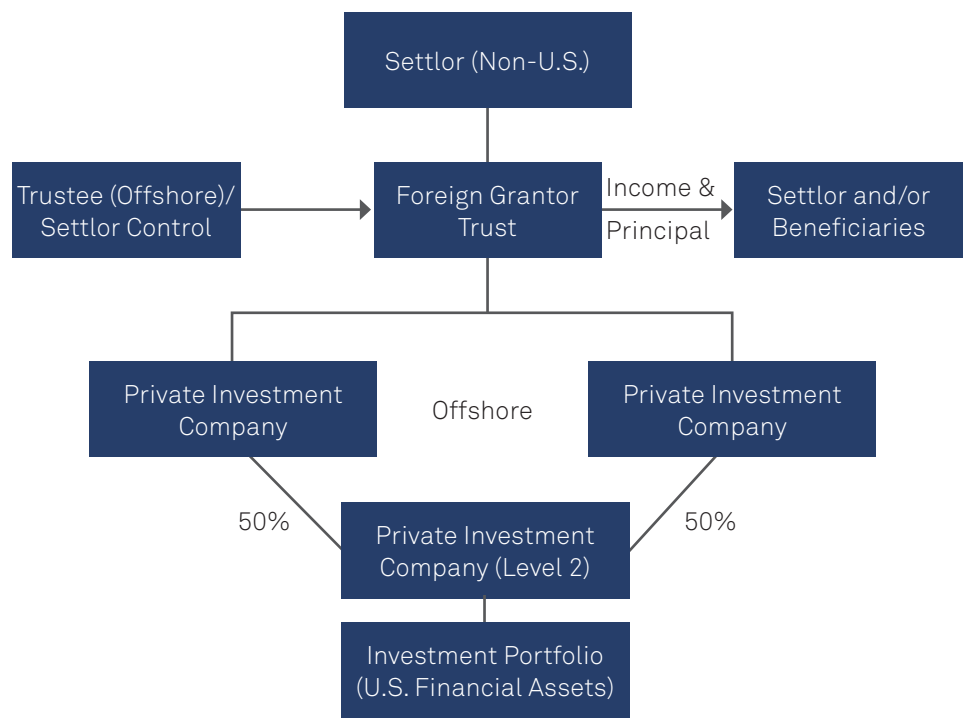 Settlor (Non-U.S.)
Trustee (Offshore)/
Settlor Control
Foreign Grantor
Trust
Income &
Principal
Settlor and/or
Beneficiaries
Private Investment
Company
Offshore
Private Investment
Company
50%
50%
Private Investment
Company (Level 2)
Investment Portfolio
(U.S. Financial Assets)